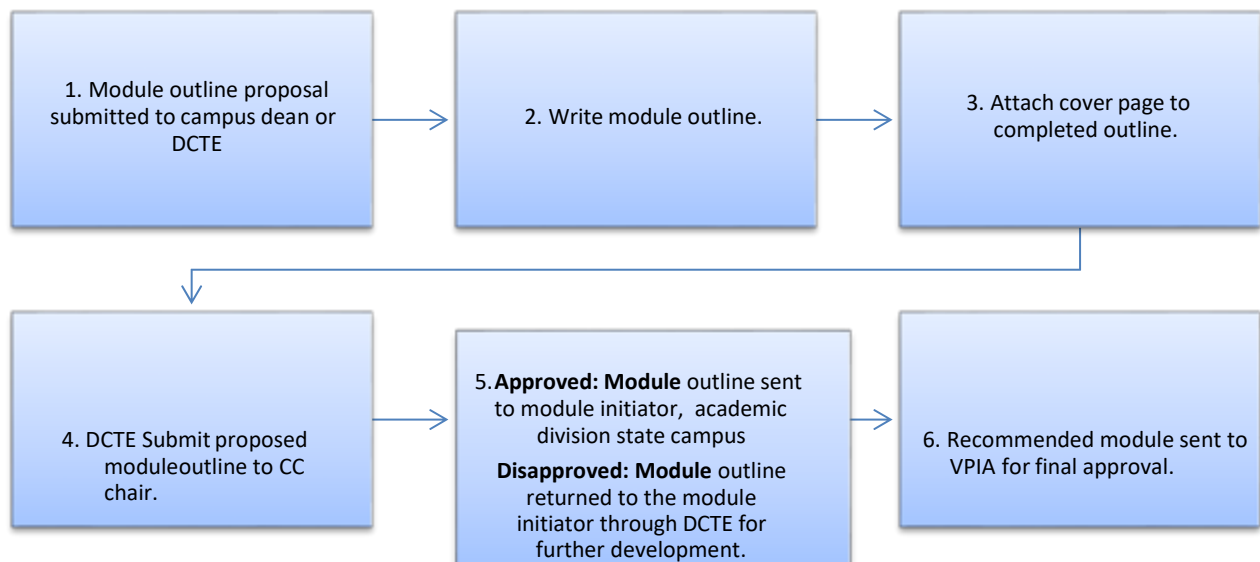 1. Module outline proposal
submitted to campus dean or
DCTE
2. Write module outline.
3. Attach cover page to
completed outline.
4. DCTE Submit proposed
moduleoutline to CC
chair.
5. Approved: Module outline sent
to module initiator, academic
division state campus
Disapproved: Module outline
returned to the module
initiator through DCTE for
further development.
6. Recommended module sent to
VPIA for final approval.